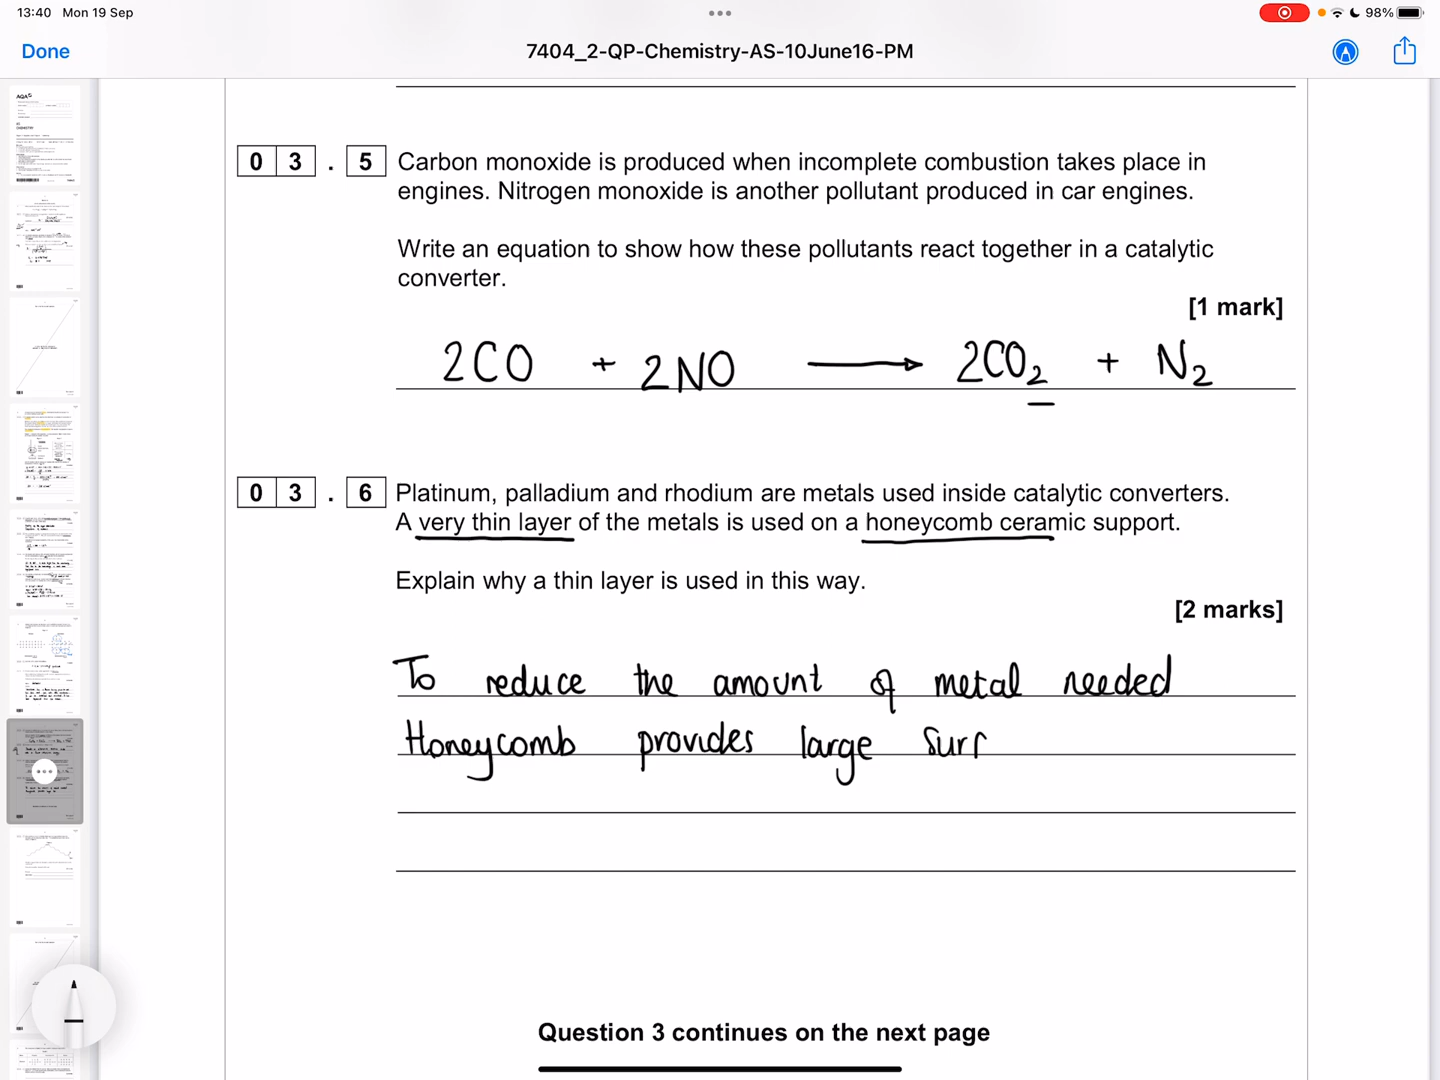 13:40 Mon 19 Sep
98%
Done
7404_2-QP-Chemistry-AS-10June16-PM
0 3 . 5 Carbon monoxide is produced when incomplete combustion takes place in
engines. Nitrogen monoxide is another pollutant produced in car engines.
Write an equation to show how these pollutants react together in a catalytic
converter.
[1 mark]
2CO + 2NO → 2CO₂ + N₂
0 3 . 6 Platinum, palladium and rhodium are metals used inside catalytic converters.
A very thin layer of the metals is used on a honeycomb ceramic support.
Explain why a thin layer is used in this way.
[2 marks]
To reduce the amount of metal needed
Honeycomb provides large surf
Question 3 continues on the next page